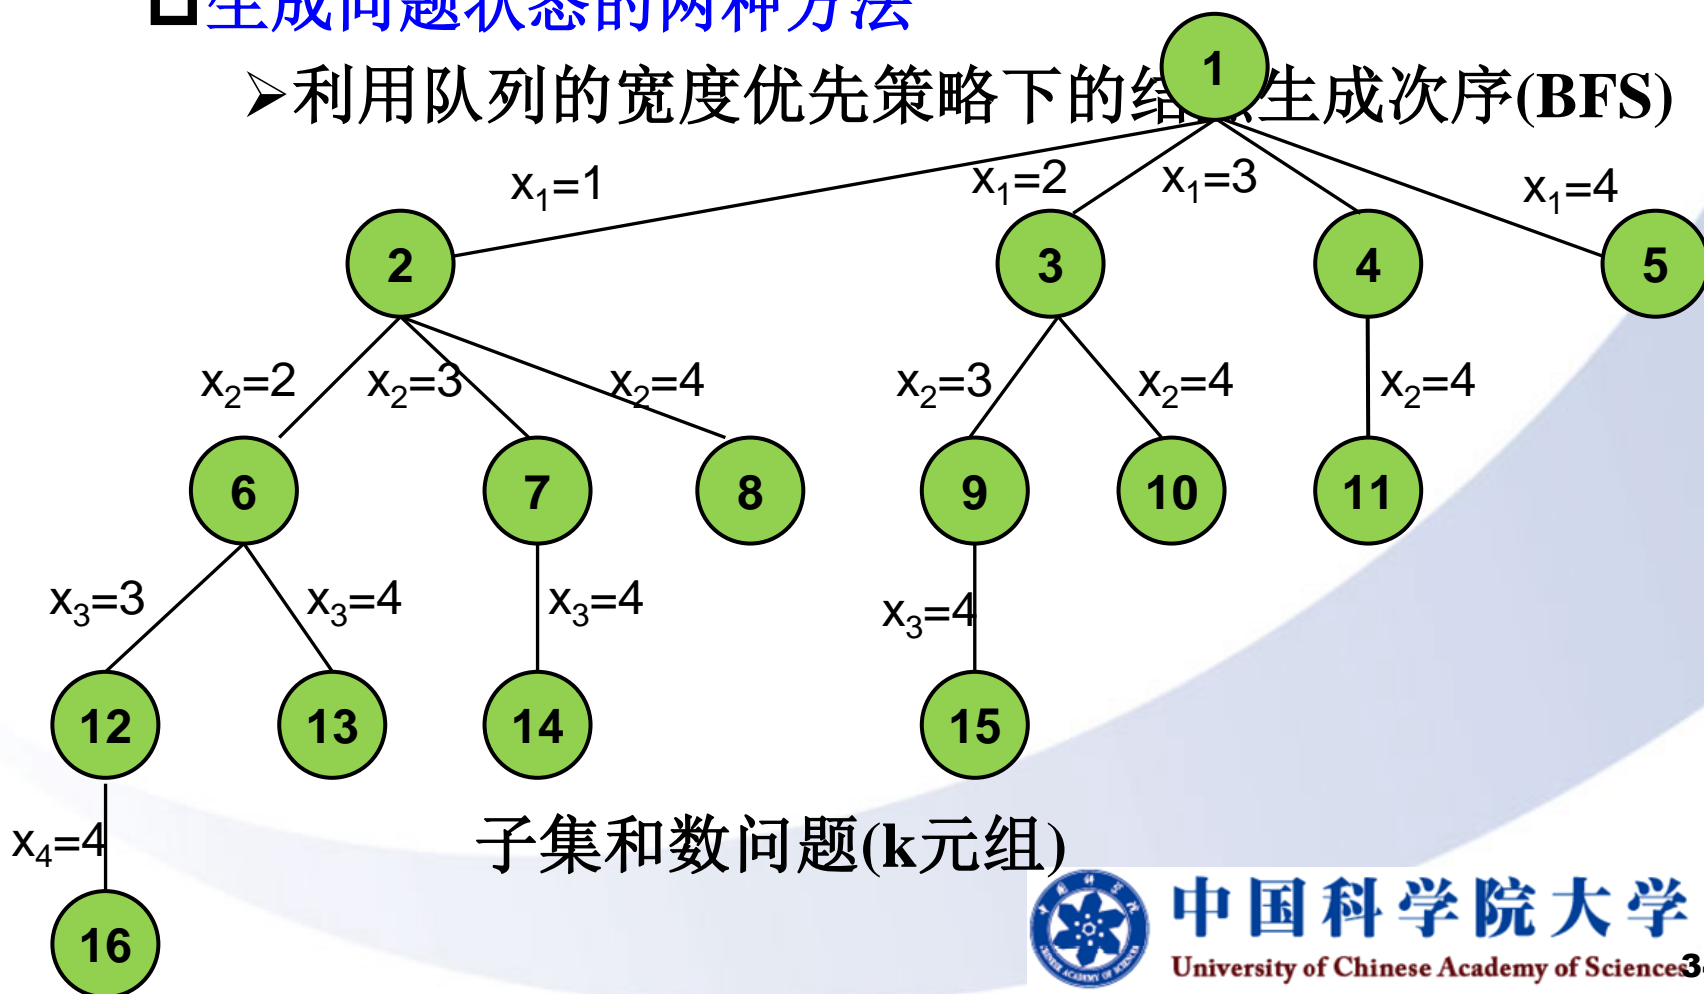 生成问题状态的两种方法
1
➢利用队列的宽度优先策略下的结 生成次序(BFS)
x1=1 x1=2 x1=3 x1=4
2 3 4 5
x2=2 x2=3 x2=4 x2=3 x2=4 x2=4
6 7 8 9 10 11
x3=3 x3=4 x3=4 x3=4
12 13 14 15
x4=4
子集和数问题(k元组)
16
中国科学院大学
University of Chinese Academy of Sciences